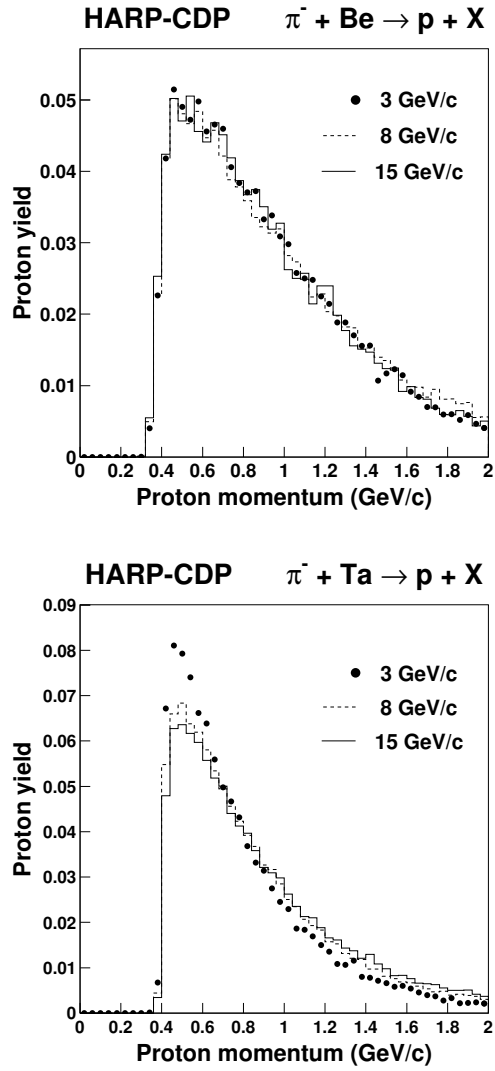 HARP-CDP π⁻ + Be → p + X
3 GeV/c
8 GeV/c
15 GeV/c
Proton yield
0.05
0.04
0.03
0.02
0.01
0
0 0.2 0.4 0.6 0.8 1 1.2 1.4 1.6 1.8 2
Proton momentum (GeV/c)
HARP-CDP π⁻ + Ta → p + X
3 GeV/c
8 GeV/c
15 GeV/c
Proton yield
0.09
0.08
0.07
0.06
0.05
0.04
0.03
0.02
0.01
0
0 0.2 0.4 0.6 0.8 1 1.2 1.4 1.6 1.8 2
Proton momentum (GeV/c)